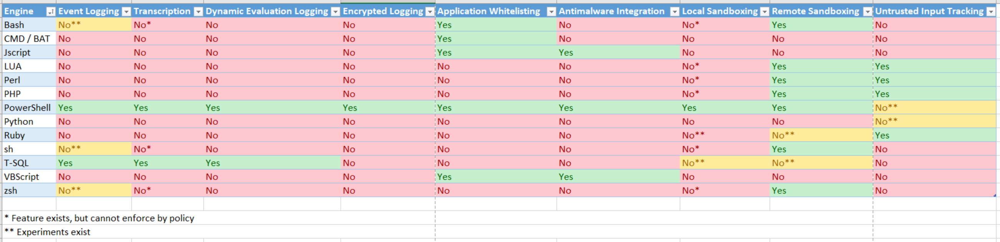 Engine Event Logging Transcription Dynamic Evaluation Logging Encrypted Logging Application Whitelisting Antimalware Integration Local Sandboxing Remote Sandboxing Untrusted Input Tracking
Bash No** No* No No Yes No No* Yes No
CMD / BAT No No No No Yes No No No No
Jscript No No No No Yes Yes No No No
LUA No No No No No No No* Yes Yes
Perl No No No No No No No* Yes Yes
PHP No No No No No No No* Yes Yes
PowerShell Yes Yes Yes Yes Yes Yes Yes Yes No**
Python No No No No No No No No No**
Ruby No No No No No No No** No** Yes
sh No** No* No No No No No* Yes No
T-SQL Yes Yes Yes No No No No** No** No
VBScript No No No No Yes Yes No No No
zsh No** No* No No No No No* Yes No
* Feature exists, but cannot enforce by policy
** Experiments exist